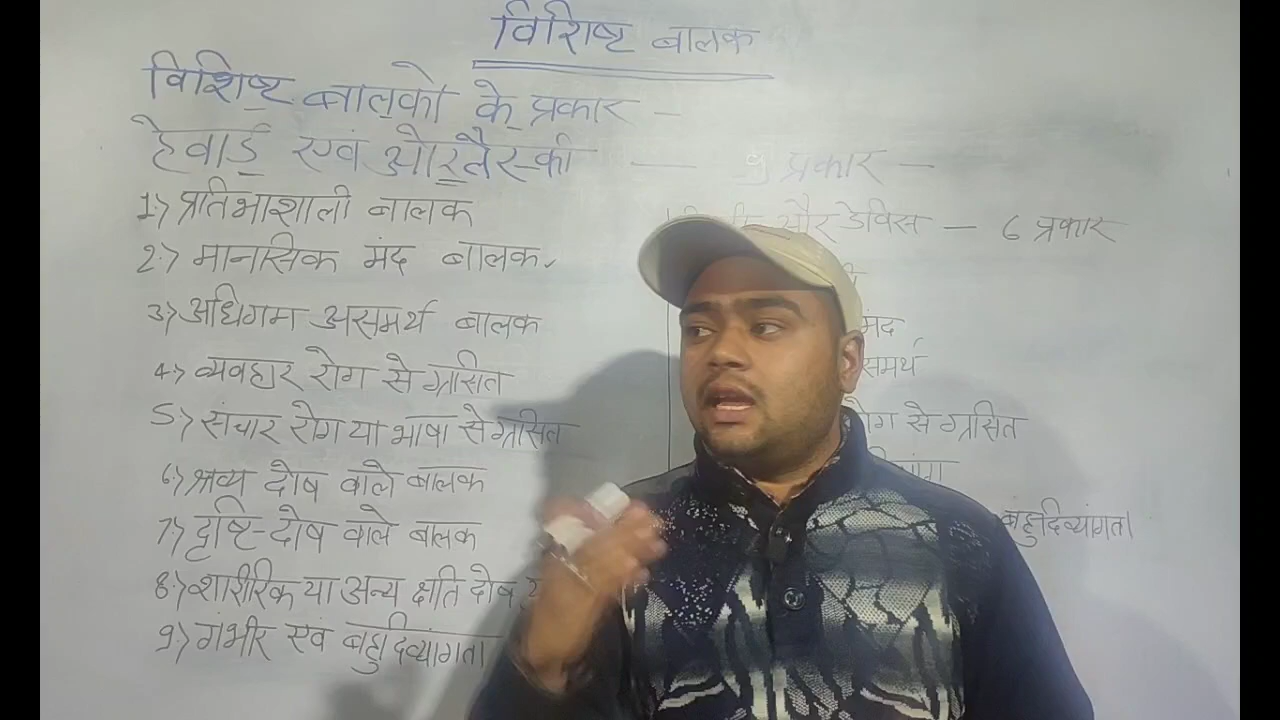 विशिष्ट बालक
विशिष्ट बालकों के प्रकार –
हेवार्ड एवं ओरलैस्की — 9 प्रकार –
1) प्रतिभाशाली बालक
2) मानसिक मंद बालक
3) अधिगम असमर्थ बालक
4) व्यवहार रोग से ग्रसित
5) संचार रोग या भाषा से ग्रसित
6) श्रव्य दोष वाले बालक
7) दृष्टि-दोष वाले बालक
8) शारीरिक या अन्य क्षति दोष
9) गंभीर एवं बहुदिव्यांगता
और डेविस — 6 प्रकार
मंद
समर्थ
रोग से ग्रसित
बहुदिव्यांगता